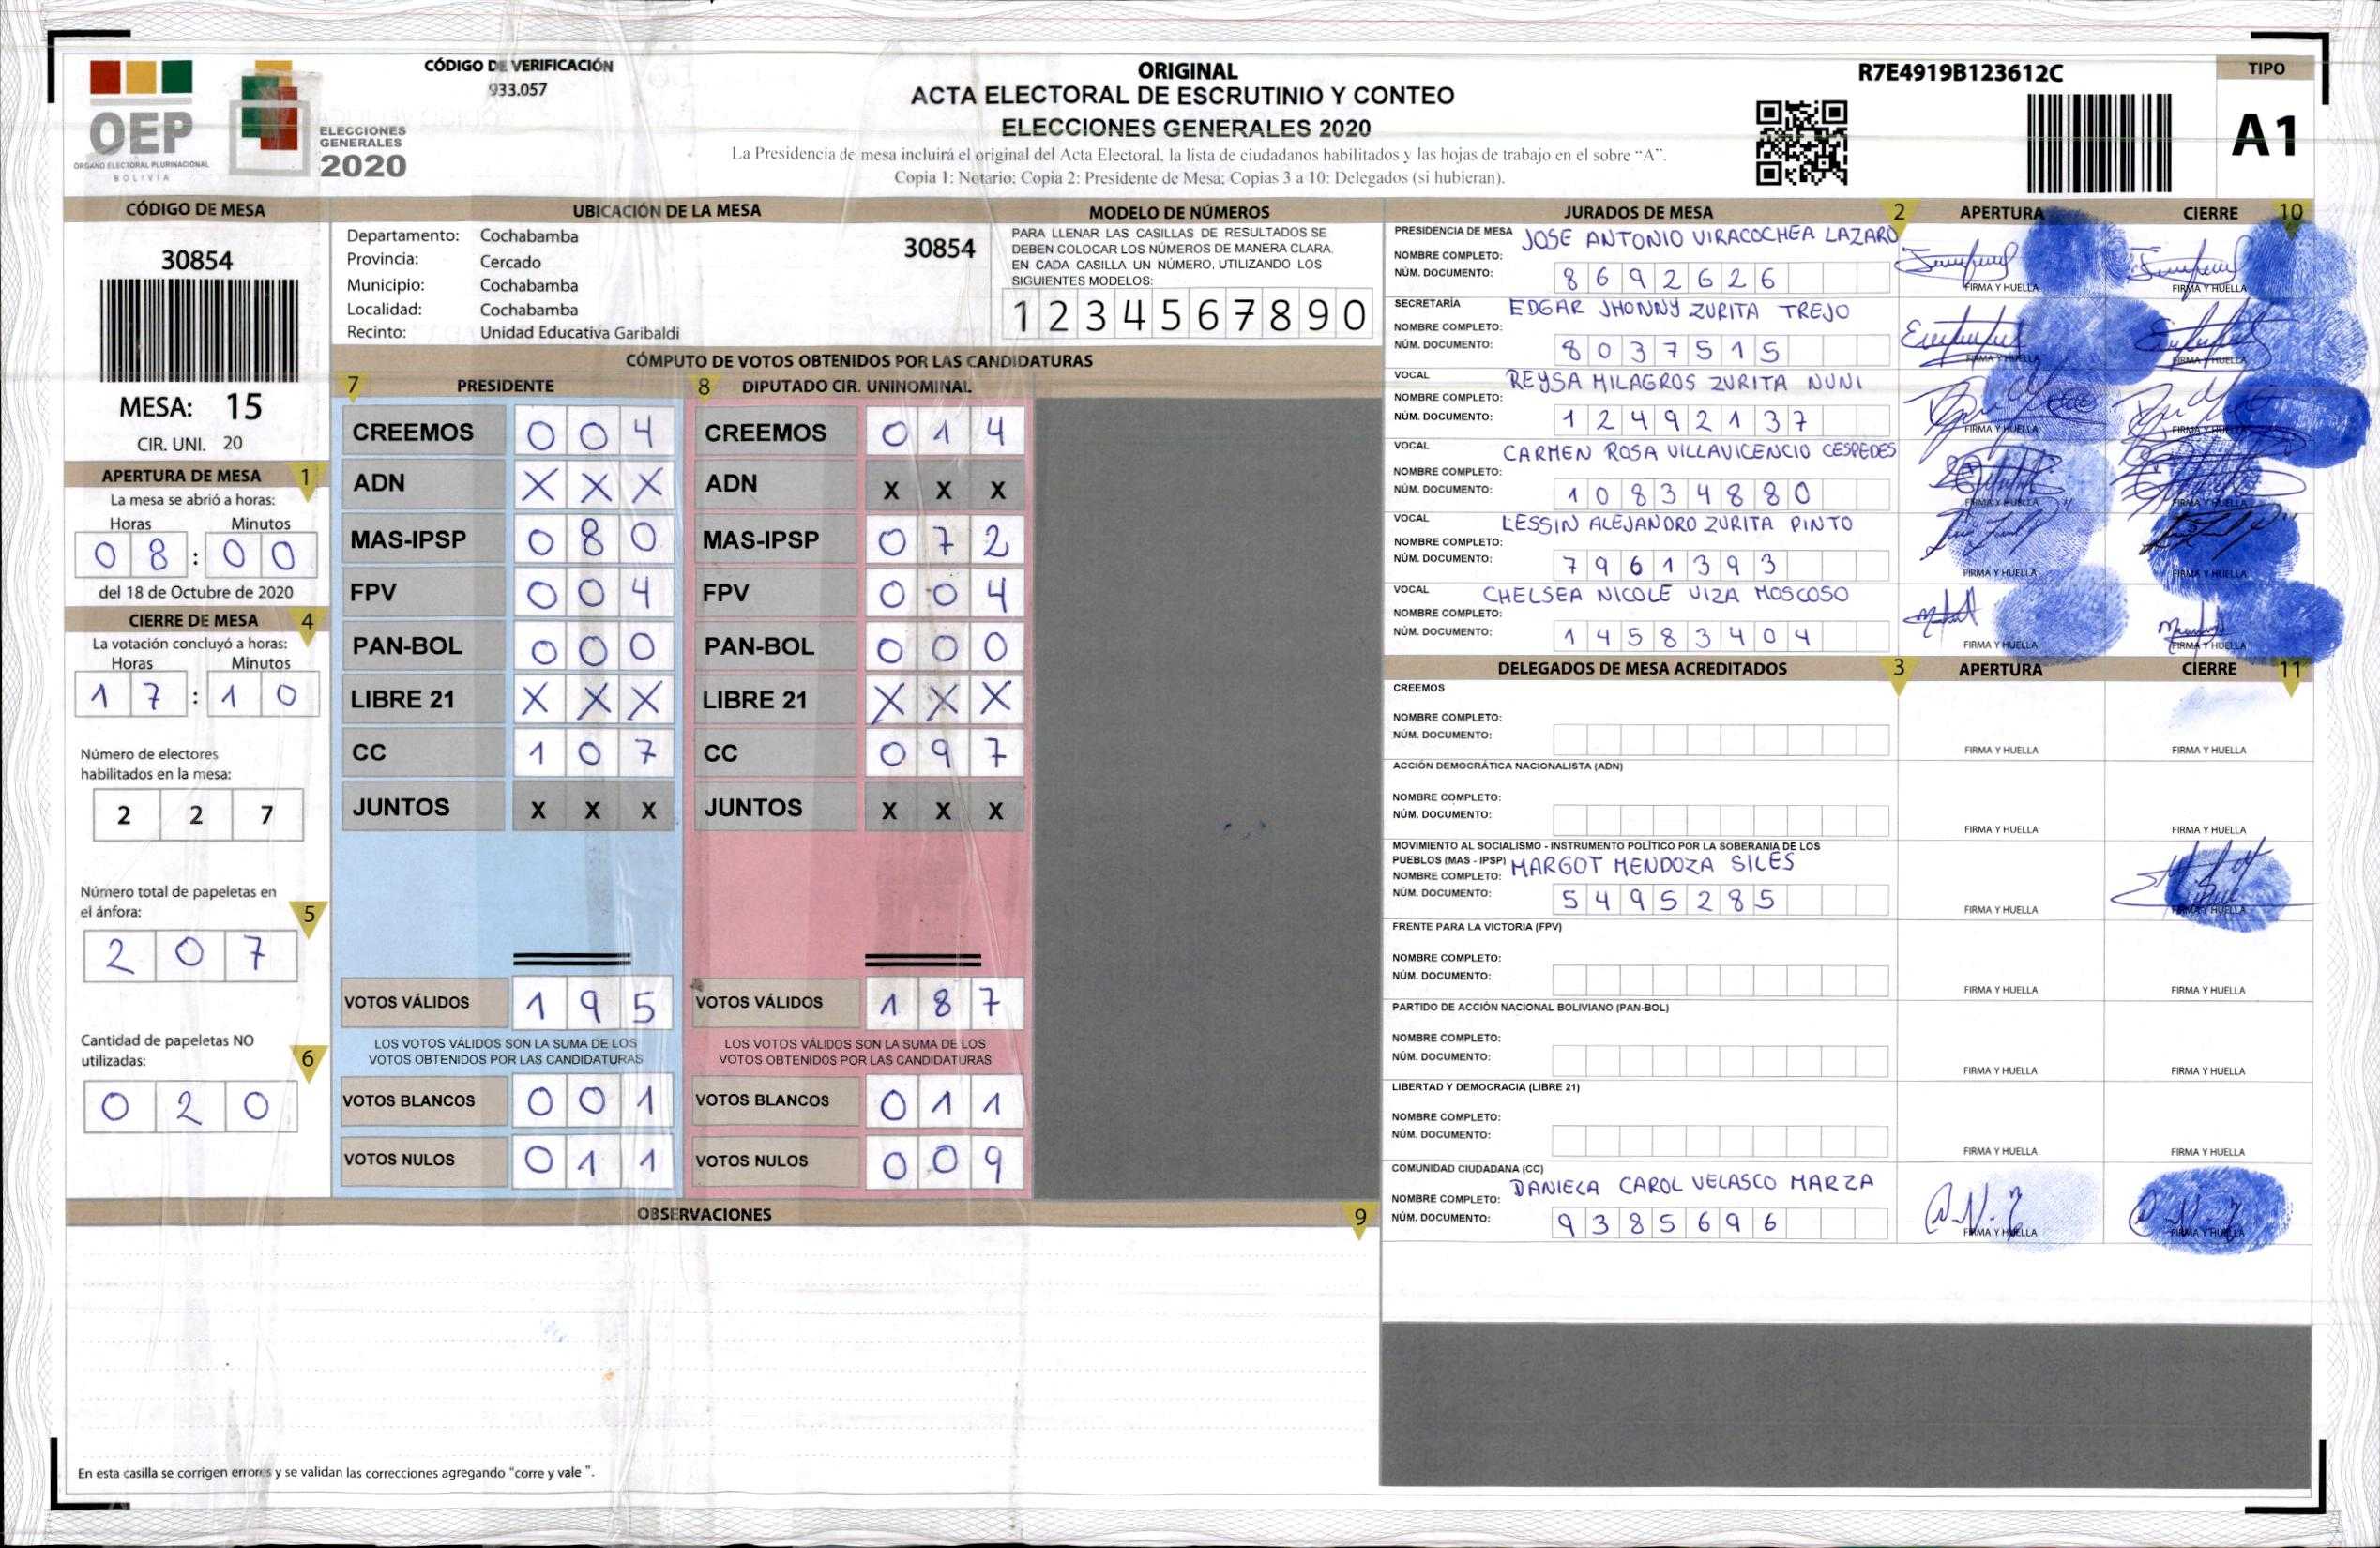 OEP
ÓRGANO ELECTORAL PLURINACIONAL
BOLIVIA
ELECCIONES
GENERALES
2020
CÓDIGO DE VERIFICACIÓN
933.057
ORIGINAL
ACTA ELECTORAL DE ESCRUTINIO Y CONTEO
ELECCIONES GENERALES 2020
La Presidencia de mesa incluirá el original del Acta Electoral, la lista de ciudadanos habilitados y las hojas de trabajo en el sobre “A”.
Copia 1: Notario; Copia 2: Presidente de Mesa; Copias 3 a 10: Delegados (si hubieran).
R7E4919B123612C
TIPO
A1
CÓDIGO DE MESA
30854
MESA: 15
CIR. UNI. 20
APERTURA DE MESA 1
La mesa se abrió a horas:
Horas Minutos
0 8 : 0 0
del 18 de Octubre de 2020
CIERRE DE MESA 4
La votación concluyó a horas:
Horas Minutos
1 7 : 1 0
Número de electores
habilitados en la mesa:
2 2 7
Número total de papeletas en
el ánfora: 5
2 0 7
Cantidad de papeletas NO
utilizadas: 6
0 2 0
UBICACIÓN DE LA MESA
Departamento: Cochabamba
30854
Provincia: Cercado
Municipio: Cochabamba
Localidad: Cochabamba
Recinto: Unidad Educativa Garibaldi
MODELO DE NÚMEROS
PARA LLENAR LAS CASILLAS DE RESULTADOS SE
DEBEN COLOCAR LOS NÚMEROS DE MANERA CLARA.
EN CADA CASILLA UN NÚMERO, UTILIZANDO LOS
SIGUIENTES MODELOS:
1 2 3 4 5 6 7 8 9 0
CÓMPUTO DE VOTOS OBTENIDOS POR LAS CANDIDATURAS
7 PRESIDENTE
CREEMOS 0 0 4
ADN X X X
MAS-IPSP 0 8 0
FPV 0 0 4
PAN-BOL 0 0 0
LIBRE 21 X X X
CC 1 0 7
JUNTOS X X X
VOTOS VÁLIDOS 1 9 5
LOS VOTOS VÁLIDOS SON LA SUMA DE LOS
VOTOS OBTENIDOS POR LAS CANDIDATURAS
VOTOS BLANCOS 0 0 1
VOTOS NULOS 0 1 1
8 DIPUTADO CIR. UNINOMINAL
CREEMOS 0 1 4
ADN X X X
MAS-IPSP 0 7 2
FPV 0 0 4
PAN-BOL 0 0 0
LIBRE 21 X X X
CC 0 9 7
JUNTOS X X X
VOTOS VÁLIDOS 1 8 7
LOS VOTOS VÁLIDOS SON LA SUMA DE LOS
VOTOS OBTENIDOS POR LAS CANDIDATURAS
VOTOS BLANCOS 0 1 1
VOTOS NULOS 0 0 9
OBSERVACIONES 9
En esta casilla se corrigen errores y se validan las correcciones agregando “corre y vale ”.
JURADOS DE MESA 2 APERTURA CIERRE 10
PRESIDENCIA DE MESA JOSE ANTONIO VIRACOCHEA LAZARO
NOMBRE COMPLETO:
NÚM. DOCUMENTO: 8 6 9 2 6 2 6
FIRMA Y HUELLA FIRMA Y HUELLA
SECRETARÍA EDGAR JHONNY ZURITA TREJO
NOMBRE COMPLETO:
NÚM. DOCUMENTO: 8 0 3 7 5 1 5
FIRMA Y HUELLA FIRMA Y HUELLA
VOCAL REYSA MILAGROS ZURITA NUNI
NOMBRE COMPLETO:
NÚM. DOCUMENTO: 1 2 4 9 2 1 3 7
FIRMA Y HUELLA FIRMA Y HUELLA
VOCAL CARMEN ROSA VILLAVICENCIO CESPEDES
NOMBRE COMPLETO:
NÚM. DOCUMENTO: 1 0 8 3 4 8 8 0
FIRMA Y HUELLA FIRMA Y HUELLA
VOCAL LESSIN ALEJANDRO ZURITA PINTO
NOMBRE COMPLETO:
NÚM. DOCUMENTO: 7 9 6 1 3 9 3
FIRMA Y HUELLA FIRMA Y HUELLA
VOCAL CHELSEA NICOLE VIZA MOSCOSO
NOMBRE COMPLETO:
NÚM. DOCUMENTO: 1 4 5 8 3 4 0 4
FIRMA Y HUELLA FIRMA Y HUELLA
DELEGADOS DE MESA ACREDITADOS 3 APERTURA CIERRE 11
CREEMOS
NOMBRE COMPLETO:
NÚM. DOCUMENTO:
FIRMA Y HUELLA FIRMA Y HUELLA
ACCIÓN DEMOCRÁTICA NACIONALISTA (ADN)
NOMBRE COMPLETO:
NÚM. DOCUMENTO:
FIRMA Y HUELLA FIRMA Y HUELLA
MOVIMIENTO AL SOCIALISMO - INSTRUMENTO POLÍTICO POR LA SOBERANIA DE LOS
PUEBLOS (MAS - IPSP) MARGOT MENDOZA SILES
NOMBRE COMPLETO:
NÚM. DOCUMENTO: 5 4 9 5 2 8 5
FIRMA Y HUELLA FIRMA Y HUELLA
FRENTE PARA LA VICTORIA (FPV)
NOMBRE COMPLETO:
NÚM. DOCUMENTO:
FIRMA Y HUELLA FIRMA Y HUELLA
PARTIDO DE ACCIÓN NACIONAL BOLIVIANO (PAN-BOL)
NOMBRE COMPLETO:
NÚM. DOCUMENTO:
FIRMA Y HUELLA FIRMA Y HUELLA
LIBERTAD Y DEMOCRACIA (LIBRE 21)
NOMBRE COMPLETO:
NÚM. DOCUMENTO:
FIRMA Y HUELLA FIRMA Y HUELLA
COMUNIDAD CIUDADANA (CC)
DANIELA CAROL VELASCO MARZA
NOMBRE COMPLETO:
NÚM. DOCUMENTO: 9 3 8 5 6 9 6
FIRMA Y HUELLA FIRMA Y HUELLA